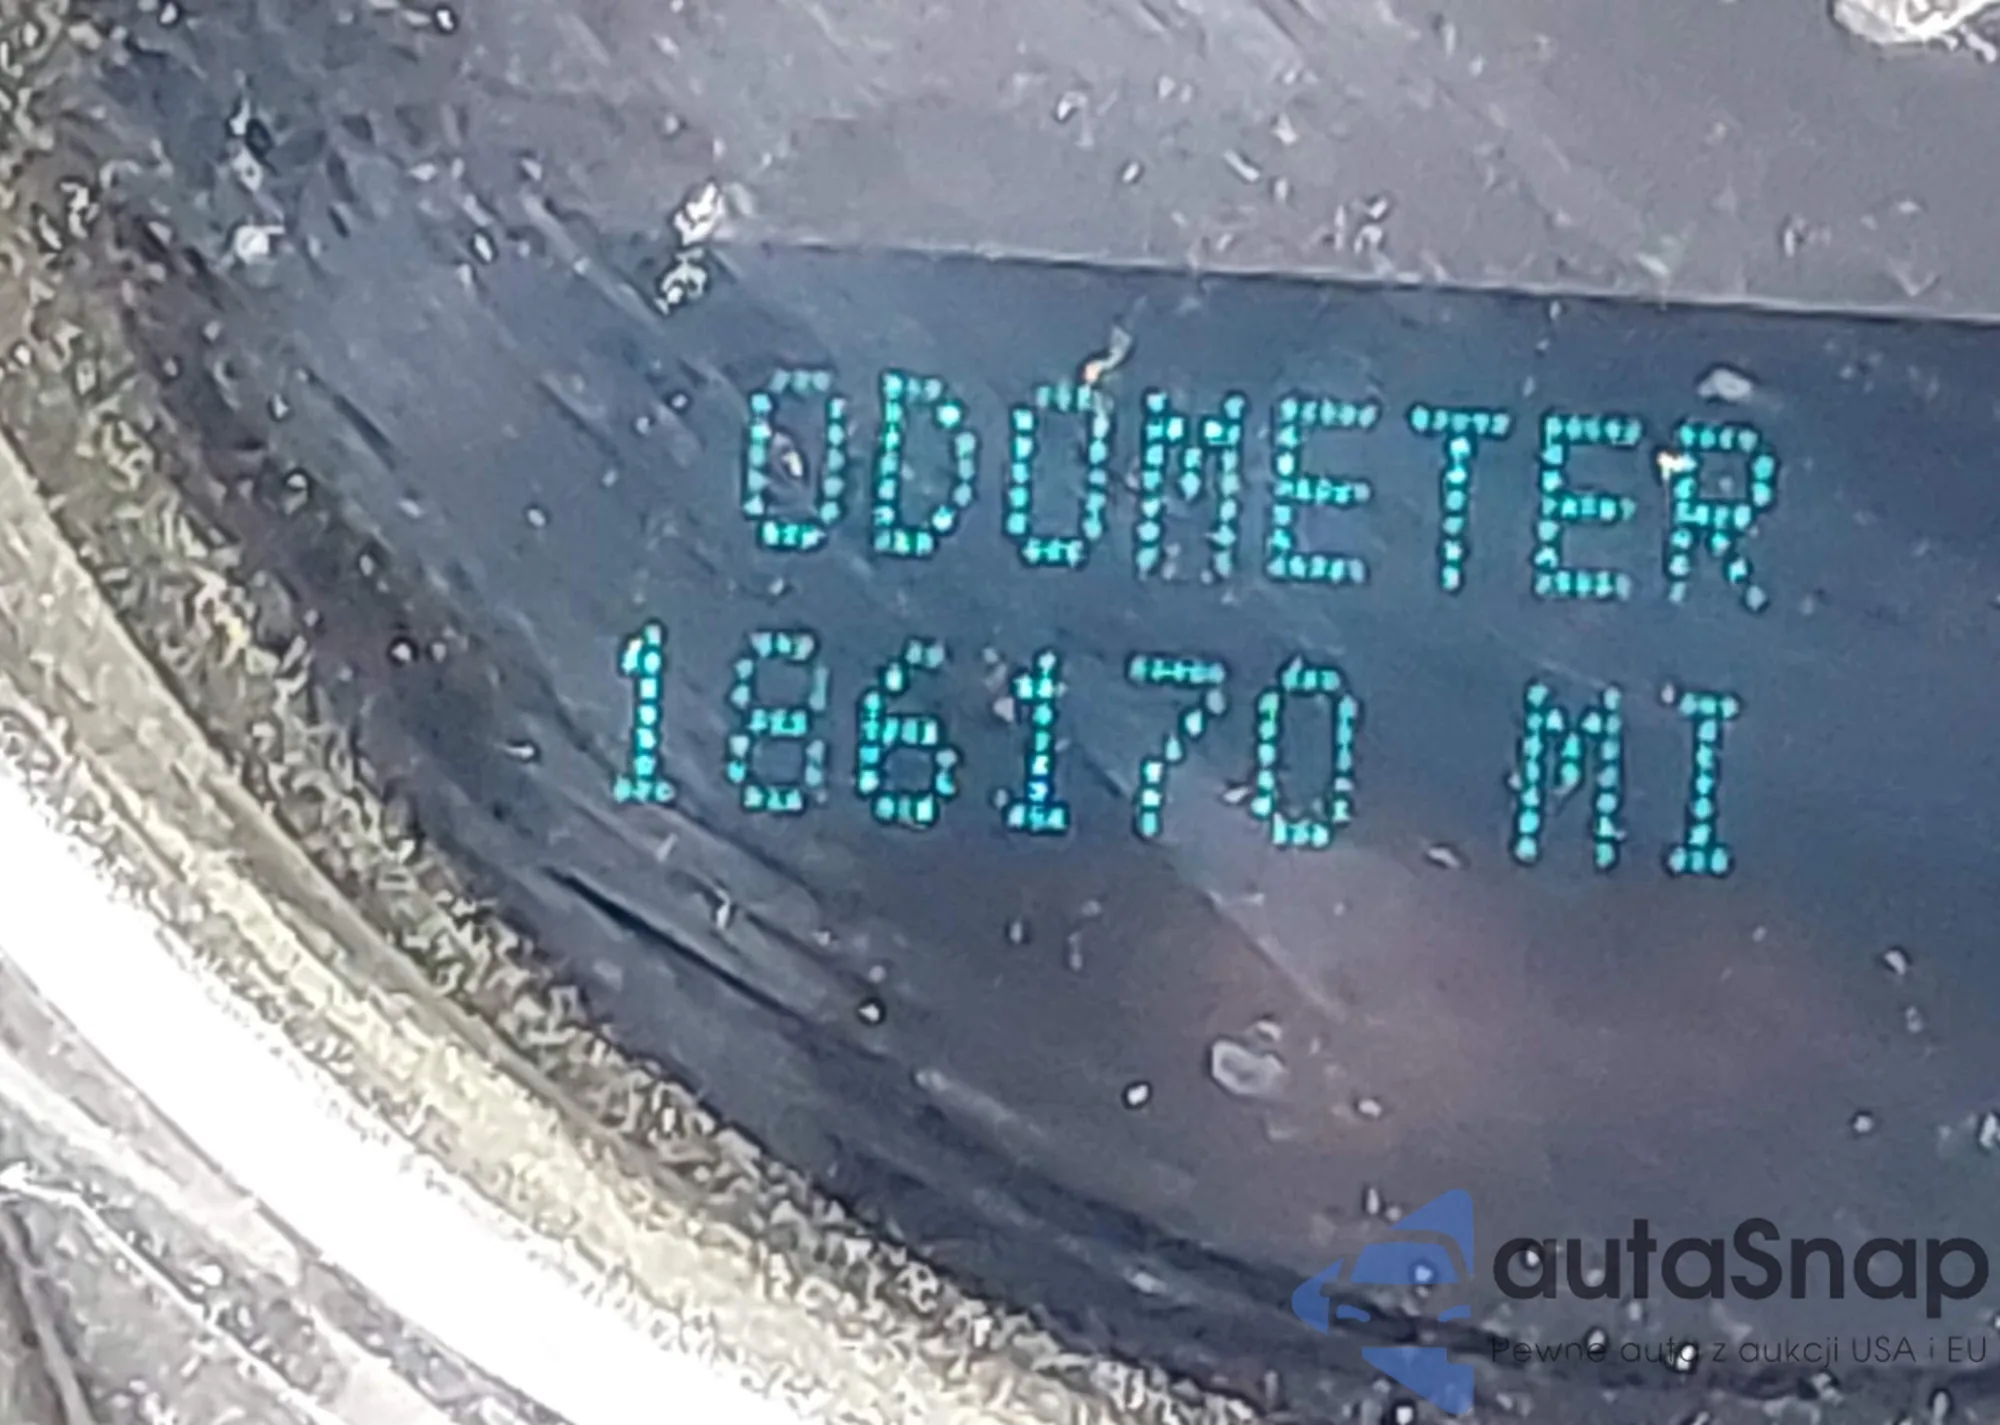 ODOMETER
186170 MI
autaSnap
Pewne auta z aukcji USA i EU